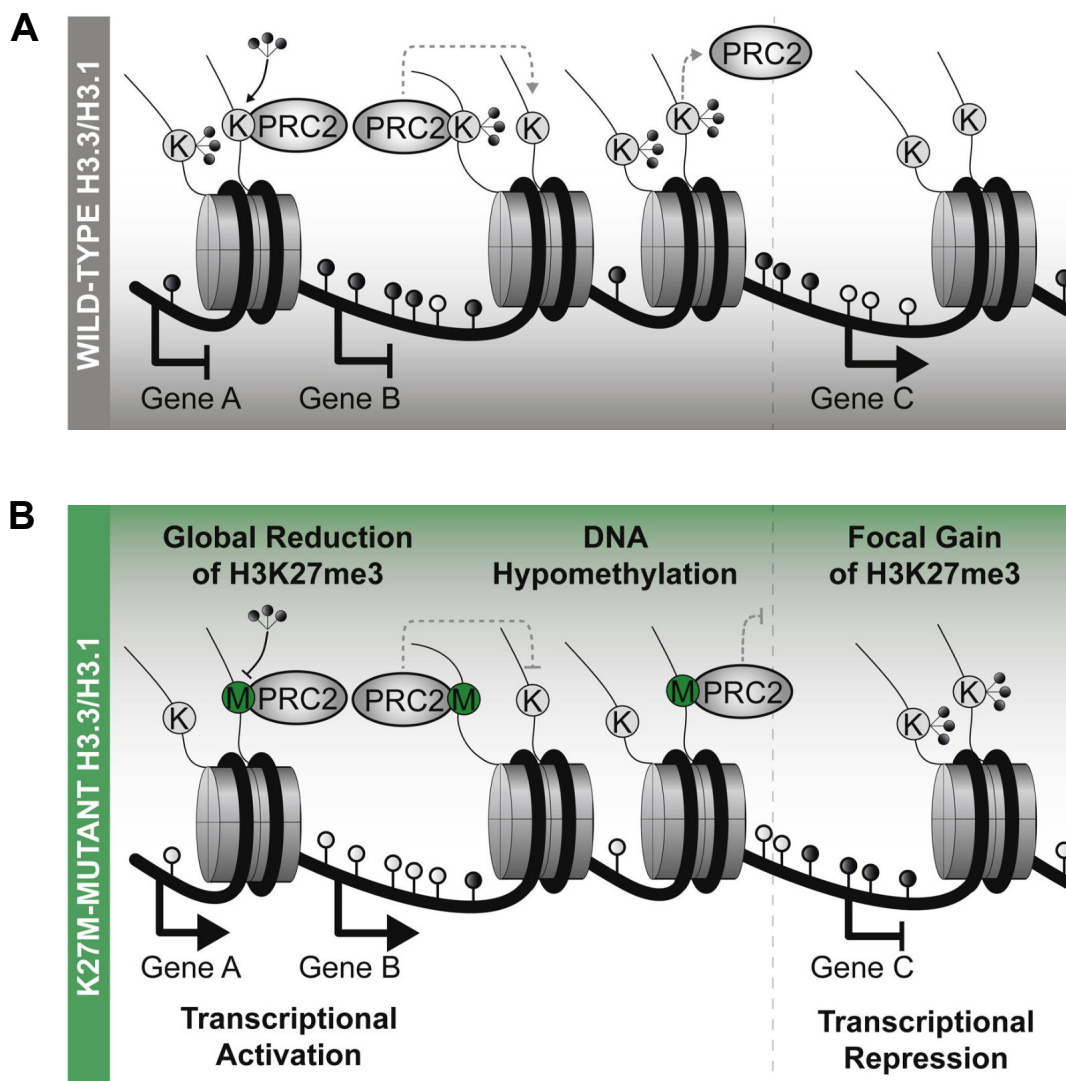 A
WILD-TYPE H3.3/H3.1
PRC2
K
K
PRC2
PRC2
K
K
K
K
K
K
Gene A
Gene B
Gene C
B
K27M-MUTANT H3.3/H3.1
Global Reduction
of H3K27me3
DNA
Hypomethylation
Focal Gain
of H3K27me3
K
M
PRC2
PRC2
M
K
K
M
PRC2
K
K
Gene A
Gene B
Gene C
Transcriptional
Activation
Transcriptional
Repression